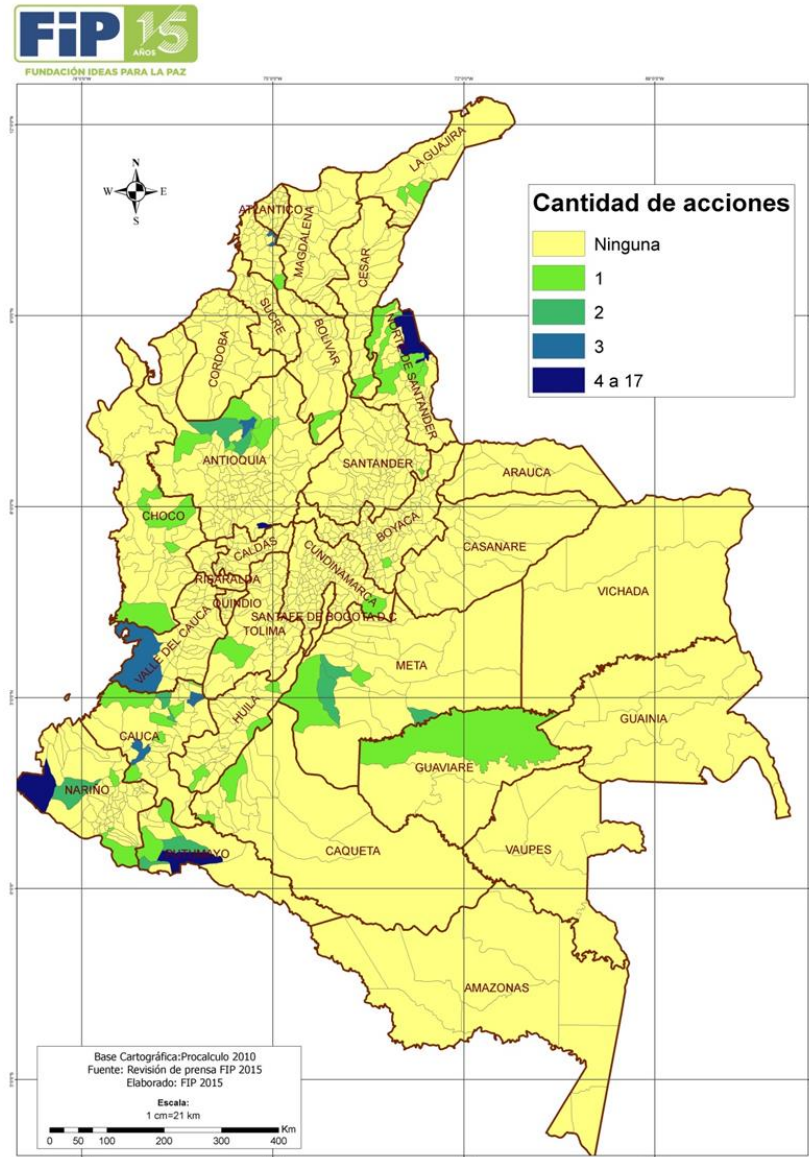 FiP 15
AÑOS
FUNDACIÓN IDEAS PARA LA PAZ
N
W E
S
Cantidad de acciones
Ninguna
1
2
3
4 a 17
LA GUAJIRA
ATLANTICO
MAGDALENA
CESAR
SUCRE
BOLIVAR
CORDOBA
NORTE DE SANTANDER
ANTIOQUIA
SANTANDER
ARAUCA
CHOCO
BOYACA
CASANARE
CALDAS
CUNDINAMARCA
RISARALDA
VICHADA
QUINDIO
SANTAFE DE BOGOTA D.C
VALLE DEL CAUCA
TOLIMA
META
HUILA
GUAINIA
CAUCA
GUAVIARE
NARIÑO
PUTUMAYO
CAQUETA
VAUPES
AMAZONAS
Base Cartográfica:Procalculo 2010
Fuente: Revisión de prensa FIP 2015
Elaborado: FIP 2015
Escala:
1 cm=21 km
0 50 100 200 300 400 Km